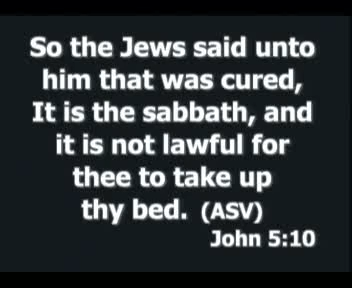 So the Jews said unto
him that was cured,
It is the sabbath, and
it is not lawful for
thee to take up
thy bed. (ASV)
John 5:10